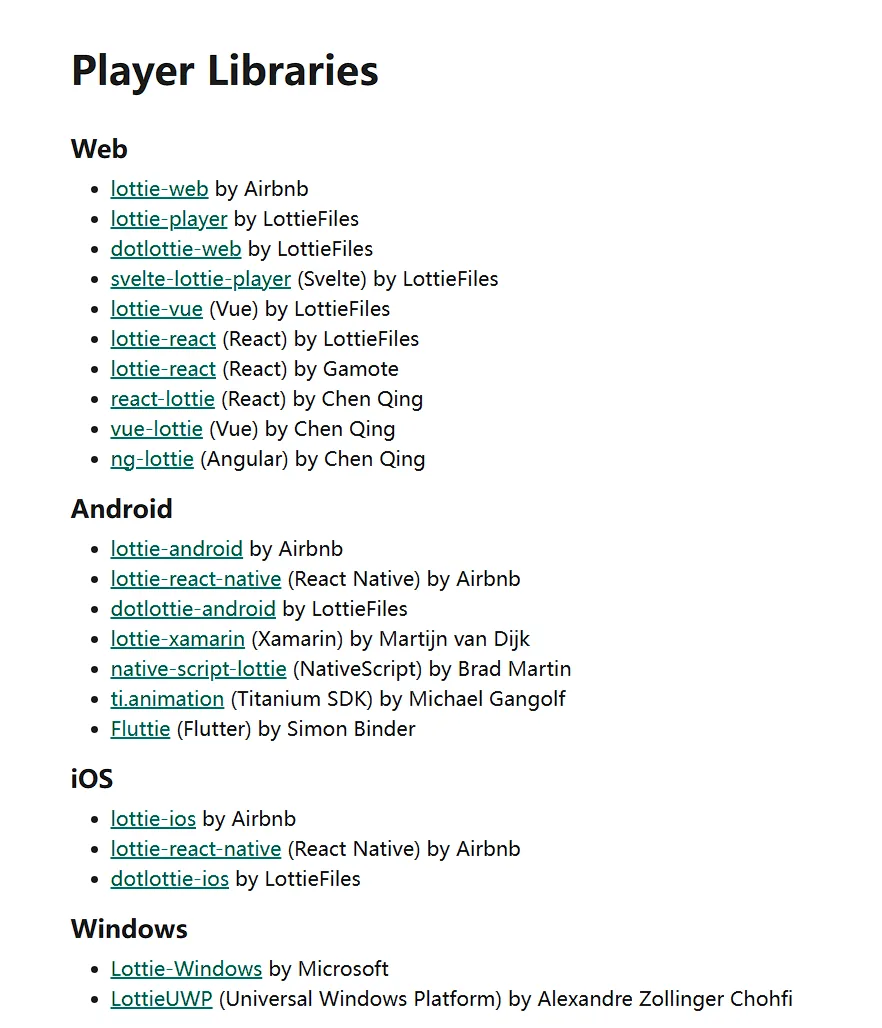 Player Libraries
Web
• lottie-web by Airbnb
• lottie-player by LottieFiles
• dotlottie-web by LottieFiles
• svelte-lottie-player (Svelte) by LottieFiles
• lottie-vue (Vue) by LottieFiles
• lottie-react (React) by LottieFiles
• lottie-react (React) by Gamote
• react-lottie (React) by Chen Qing
• vue-lottie (Vue) by Chen Qing
• ng-lottie (Angular) by Chen Qing
Android
• lottie-android by Airbnb
• lottie-react-native (React Native) by Airbnb
• dotlottie-android by LottieFiles
• lottie-xamarin (Xamarin) by Martijn van Dijk
• native-script-lottie (NativeScript) by Brad Martin
• ti.animation (Titanium SDK) by Michael Gangolf
• Fluttie (Flutter) by Simon Binder
iOS
• lottie-ios by Airbnb
• lottie-react-native (React Native) by Airbnb
• dotlottie-ios by LottieFiles
Windows
• Lottie-Windows by Microsoft
• LottieUWP (Universal Windows Platform) by Alexandre Zollinger Chohfi